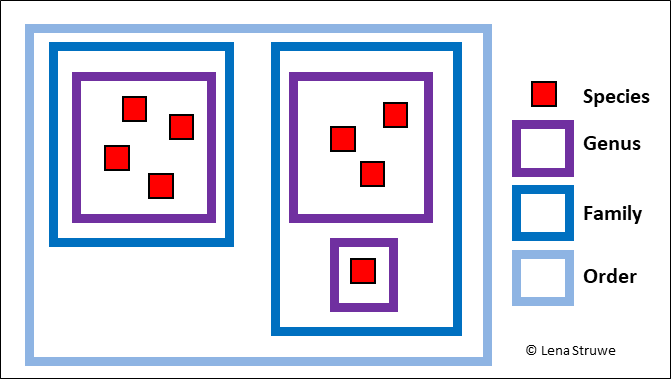 Species
Genus
Family
Order
© Lena Struwe